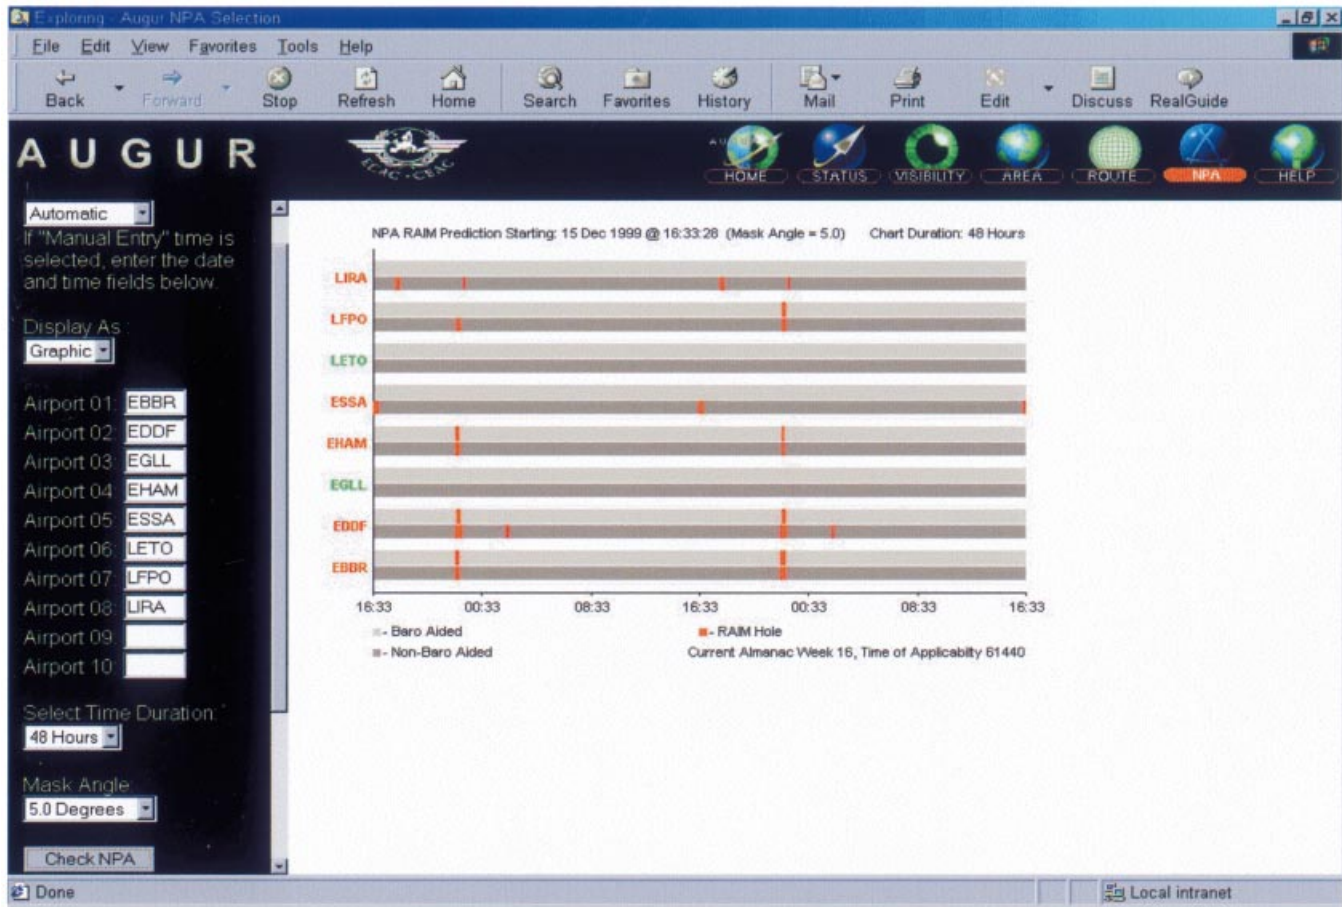 Exploring - Augur NPA Selection
File Edit View Favorites Tools Help
Back Forward Stop Refresh Home Search Favorites History Mail Print Edit Discuss RealGuide
AUGUR
ECAC · CEAC
HOME STATUS VISIBILITY AREA ROUTE NPA HELP
Automatic
If "Manual Entry" time is
selected, enter the date
and time fields below.
Display As :
Graphic
Airport 01: EBBR
Airport 02: EDDF
Airport 03: EGLL
Airport 04: EHAM
Airport 05: ESSA
Airport 06: LETO
Airport 07: LFPO
Airport 08: LIRA
Airport 09:
Airport 10:
Select Time Duration:
48 Hours
Mask Angle:
5.0 Degrees
Check NPA
NPA RAIM Prediction Starting: 15 Dec 1999 @ 16:33:28 (Mask Angle = 5.0) Chart Duration: 48 Hours
LIRA
LFPO
LETO
ESSA
EHAM
EGLL
EDDF
EBBR
16:33 00:33 08:33 16:33 00:33 08:33 16:33
- Baro Aided
- RAIM Hole
- Non-Baro Aided
Current Almanac Week 16, Time of Applicabilty 61440
Done
Local intranet